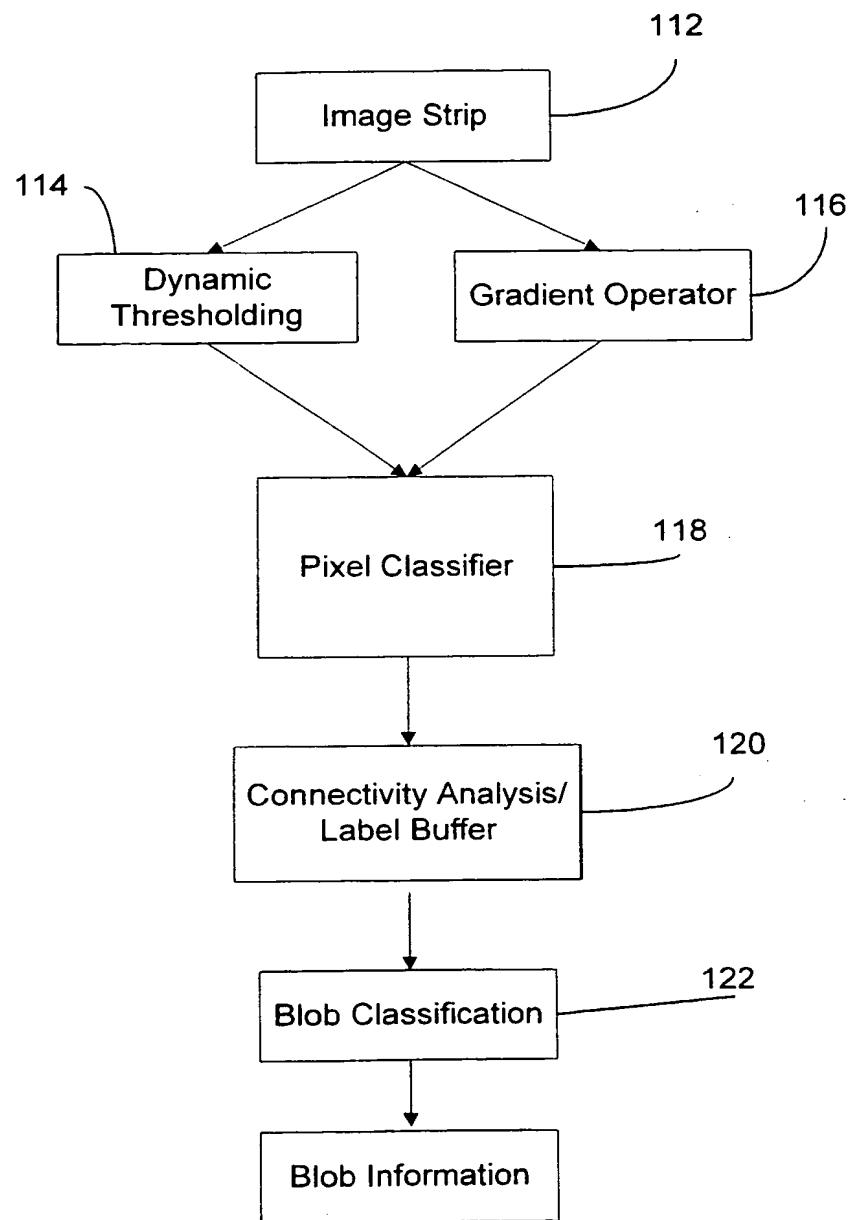 112
Image Strip
114
116
Dynamic
Thresholding
Gradient Operator
118
Pixel Classifier
120
Connectivity Analysis/
Label Buffer
122
Blob Classification
Blob Information